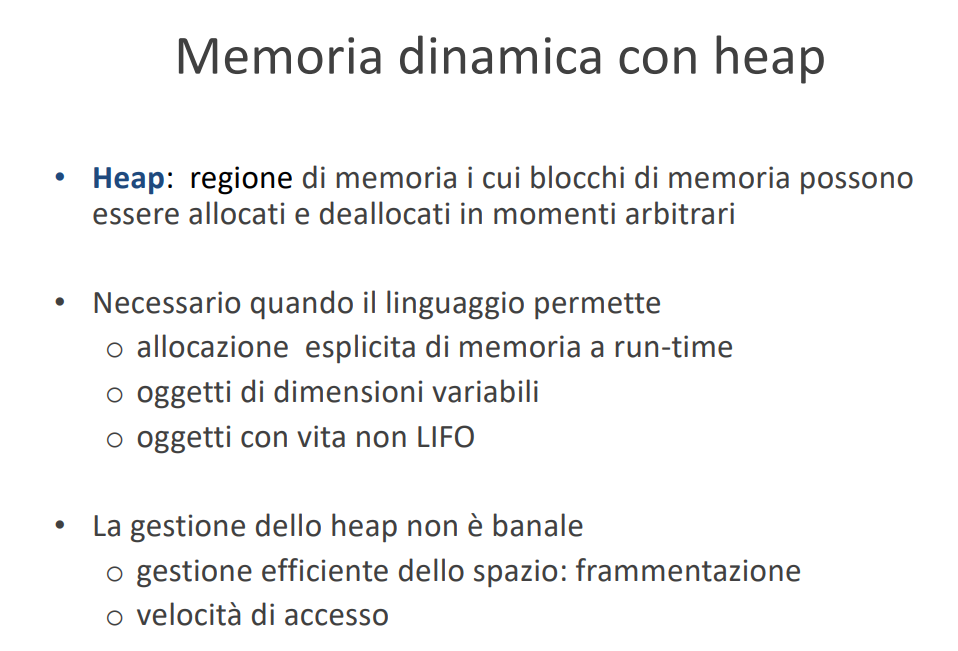 Memoria dinamica con heap
• Heap: regione di memoria i cui blocchi di memoria possono
essere allocati e deallocati in momenti arbitrari
• Necessario quando il linguaggio permette
o allocazione esplicita di memoria a run-time
o oggetti di dimensioni variabili
o oggetti con vita non LIFO
• La gestione dello heap non è banale
o gestione efficiente dello spazio: frammentazione
o velocità di accesso